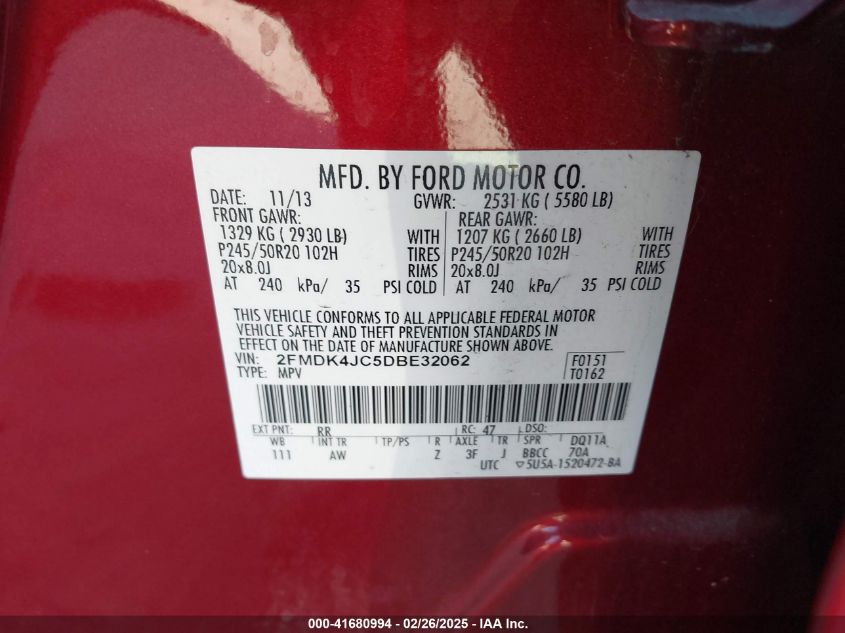 MFD. BY FORD MOTOR CO.
DATE: 11/13 GVWR: 2531 KG ( 5580 LB)
FRONT GAWR: REAR GAWR:
1329 KG ( 2930 LB) WITH 1207 KG ( 2660 LB) WITH
P245/50R20 102H TIRES P245/50R20 102H TIRES
20x8.0J RIMS 20x8.0J RIMS
AT 240 kPa/ 35 PSI COLD AT 240 kPa/ 35 PSI COLD
THIS VEHICLE CONFORMS TO ALL APPLICABLE FEDERAL MOTOR
VEHICLE SAFETY AND THEFT PREVENTION STANDARDS IN
EFFECT ON THE DATE OF MANUFACTURE SHOWN ABOVE.
VIN: 2FMDK4JC5DBE32062 F0151
TYPE: MPV T0162
EXT PNT: RR RC: 47 DSO:
WB INT TR TP/PS R AXLE TR SPR DQ11A
111 AW Z 3F J BBCC 70A
UTC ▽5U5A-1520472-BA
000-41680994 - 02/26/2025 - IAA Inc.